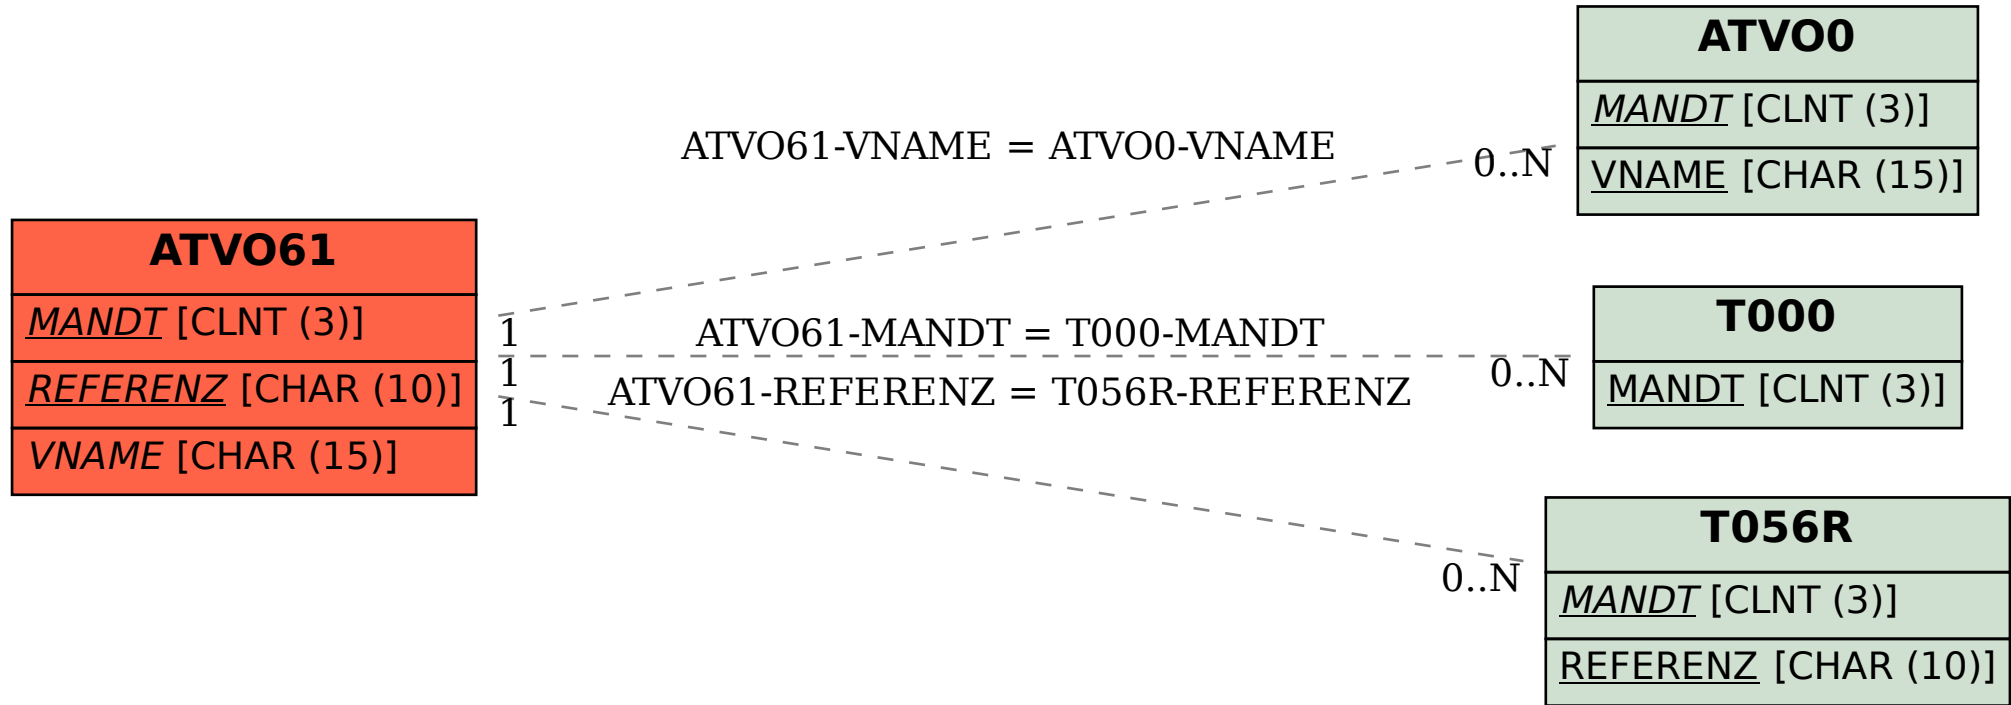 ATVO61
MANDT [CLNT (3)]
REFERENZ [CHAR (10)]
VNAME [CHAR (15)]
ATVO61-VNAME = ATVO0-VNAME
1
0..N
ATVO61-MANDT = T000-MANDT
1
0..N
ATVO61-REFERENZ = T056R-REFERENZ
1
0..N
ATVO0
MANDT [CLNT (3)]
VNAME [CHAR (15)]
T000
MANDT [CLNT (3)]
T056R
MANDT [CLNT (3)]
REFERENZ [CHAR (10)]